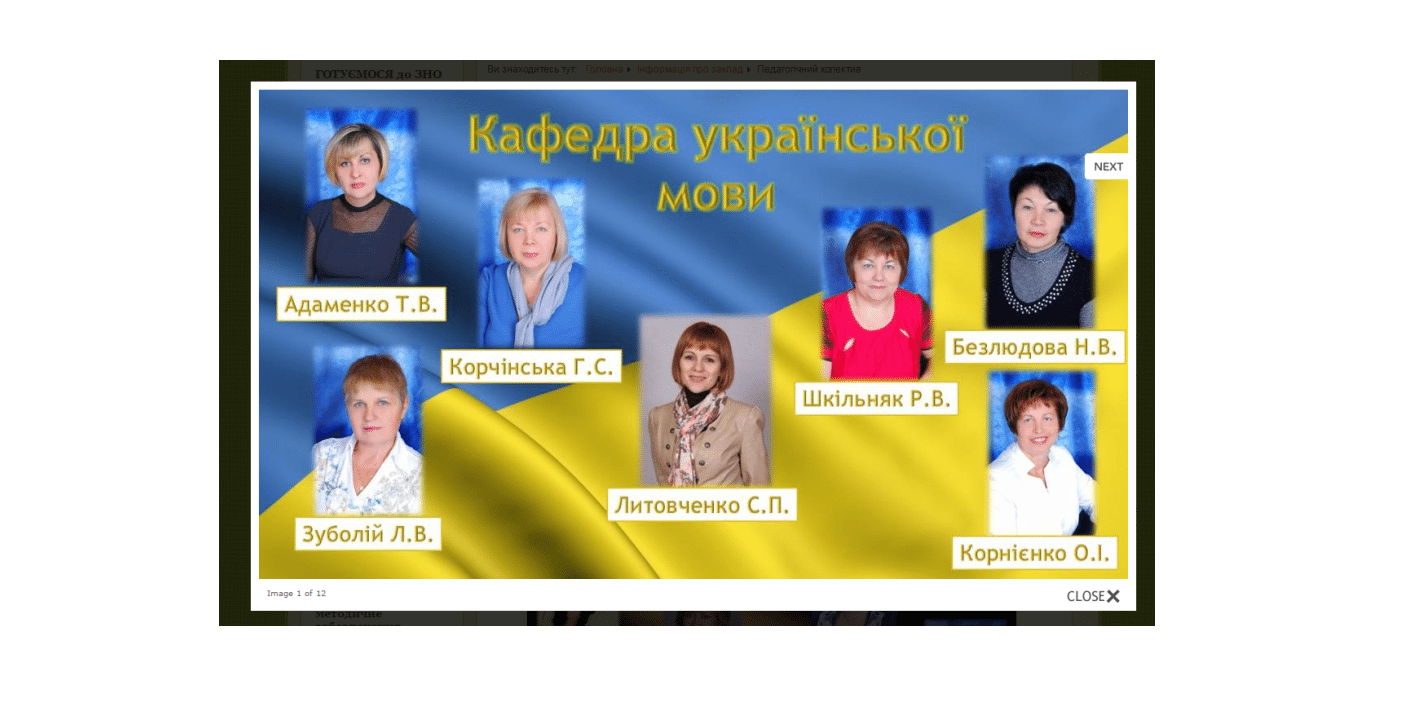 ГОТУЄМОСЯ до ЗНО
Ви знаходитесь тут: Головна ▸ Інформація про заклад ▸ Педагогічний колектив
Кафедра української
мови
NEXT
Адаменко Т.В.
Корчінська Г.С.
Безлюдова Н.В.
Шкільняк Р.В.
Литовченко С.П.
Зуболій Л.В.
Корнієнко О.І.
Image 1 of 12
CLOSE
методичне